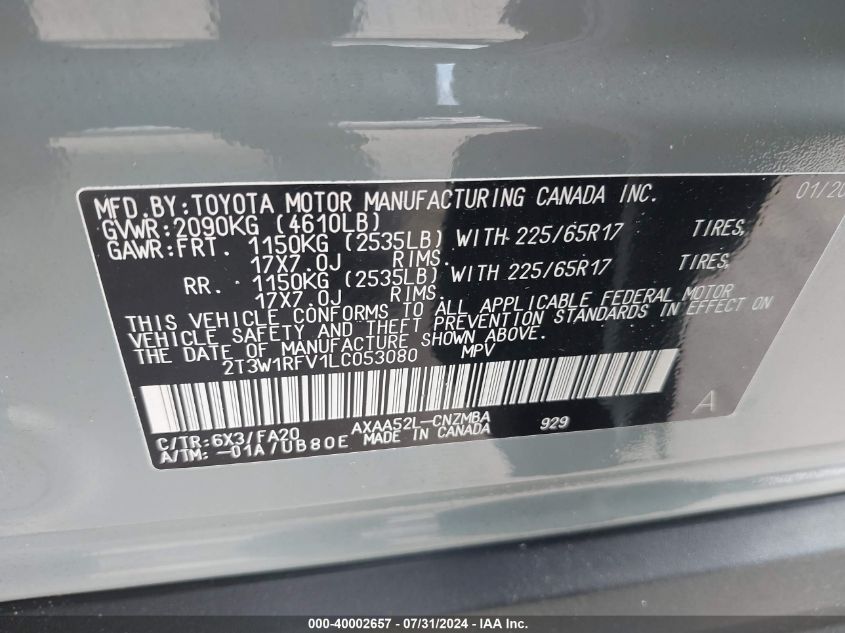 MFD.BY:TOYOTA MOTOR MANUFACTURING CANADA INC. 01/20
GVWR:2090KG (4610LB)
GAWR:FRT. 1150KG (2535LB) WITH 225/65R17 TIRES,
17X7.0J RIMS.
RR. 1150KG (2535LB) WITH 225/65R17 TIRES,
17X7.0J RIMS.
THIS VEHICLE CONFORMS TO ALL APPLICABLE FEDERAL MOTOR
VEHICLE SAFETY AND THEFT PREVENTION STANDARDS IN EFFECT ON
THE DATE OF MANUFACTURE SHOWN ABOVE.
2T3W1RFV1LC053080 MPV
A
C/TR:6X3/FA20 AXAA52L-CNZMBA 929
A/TM:-01A/UB80E MADE IN CANADA
000-40002657 - 07/31/2024 - IAA Inc.